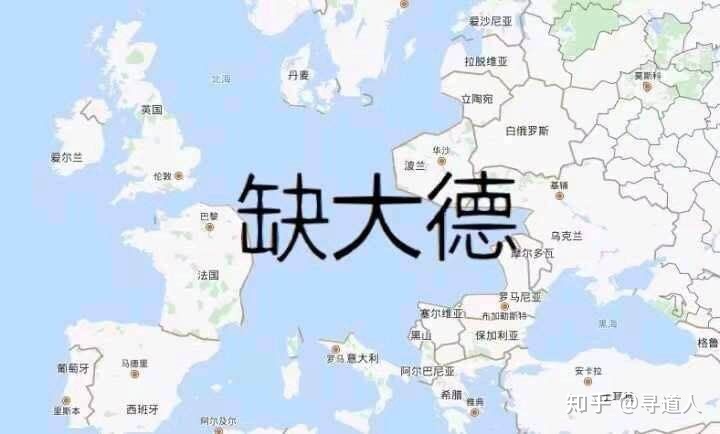 爱沙尼亚
北海
丹麦
拉脱维亚
莫斯科
英国
立陶宛
白俄罗斯
爱尔兰
华沙
波兰
伦敦
基辅
缺大德
巴黎
乌克兰
摩尔多瓦
法国
罗马尼亚
塞尔维亚
布加勒斯特
黑海
黑山
保加利亚
格鲁
罗马
意大利
葡萄牙
马德里
阿尔巴尼亚
安卡拉
希腊
里斯本
西班牙
雅典
土耳其
阿尔及尔
知乎 @寻道人